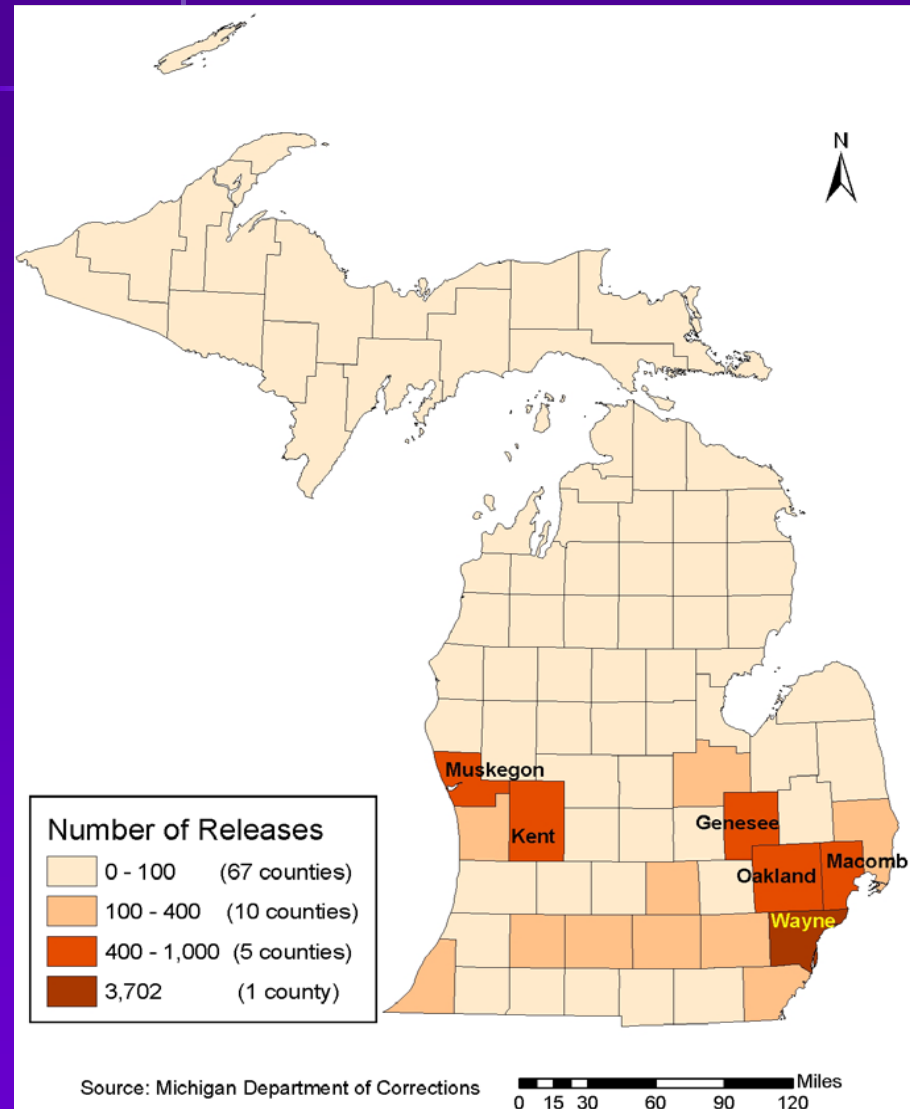 N
Muskegon
Kent
Genesee
Macomb
Oakland
Wayne
Number of Releases
0 - 100 (67 counties)
100 - 400 (10 counties)
400 - 1,000 (5 counties)
3,702 (1 county)
Source: Michigan Department of Corrections
Miles
0 15 30 60 90 120